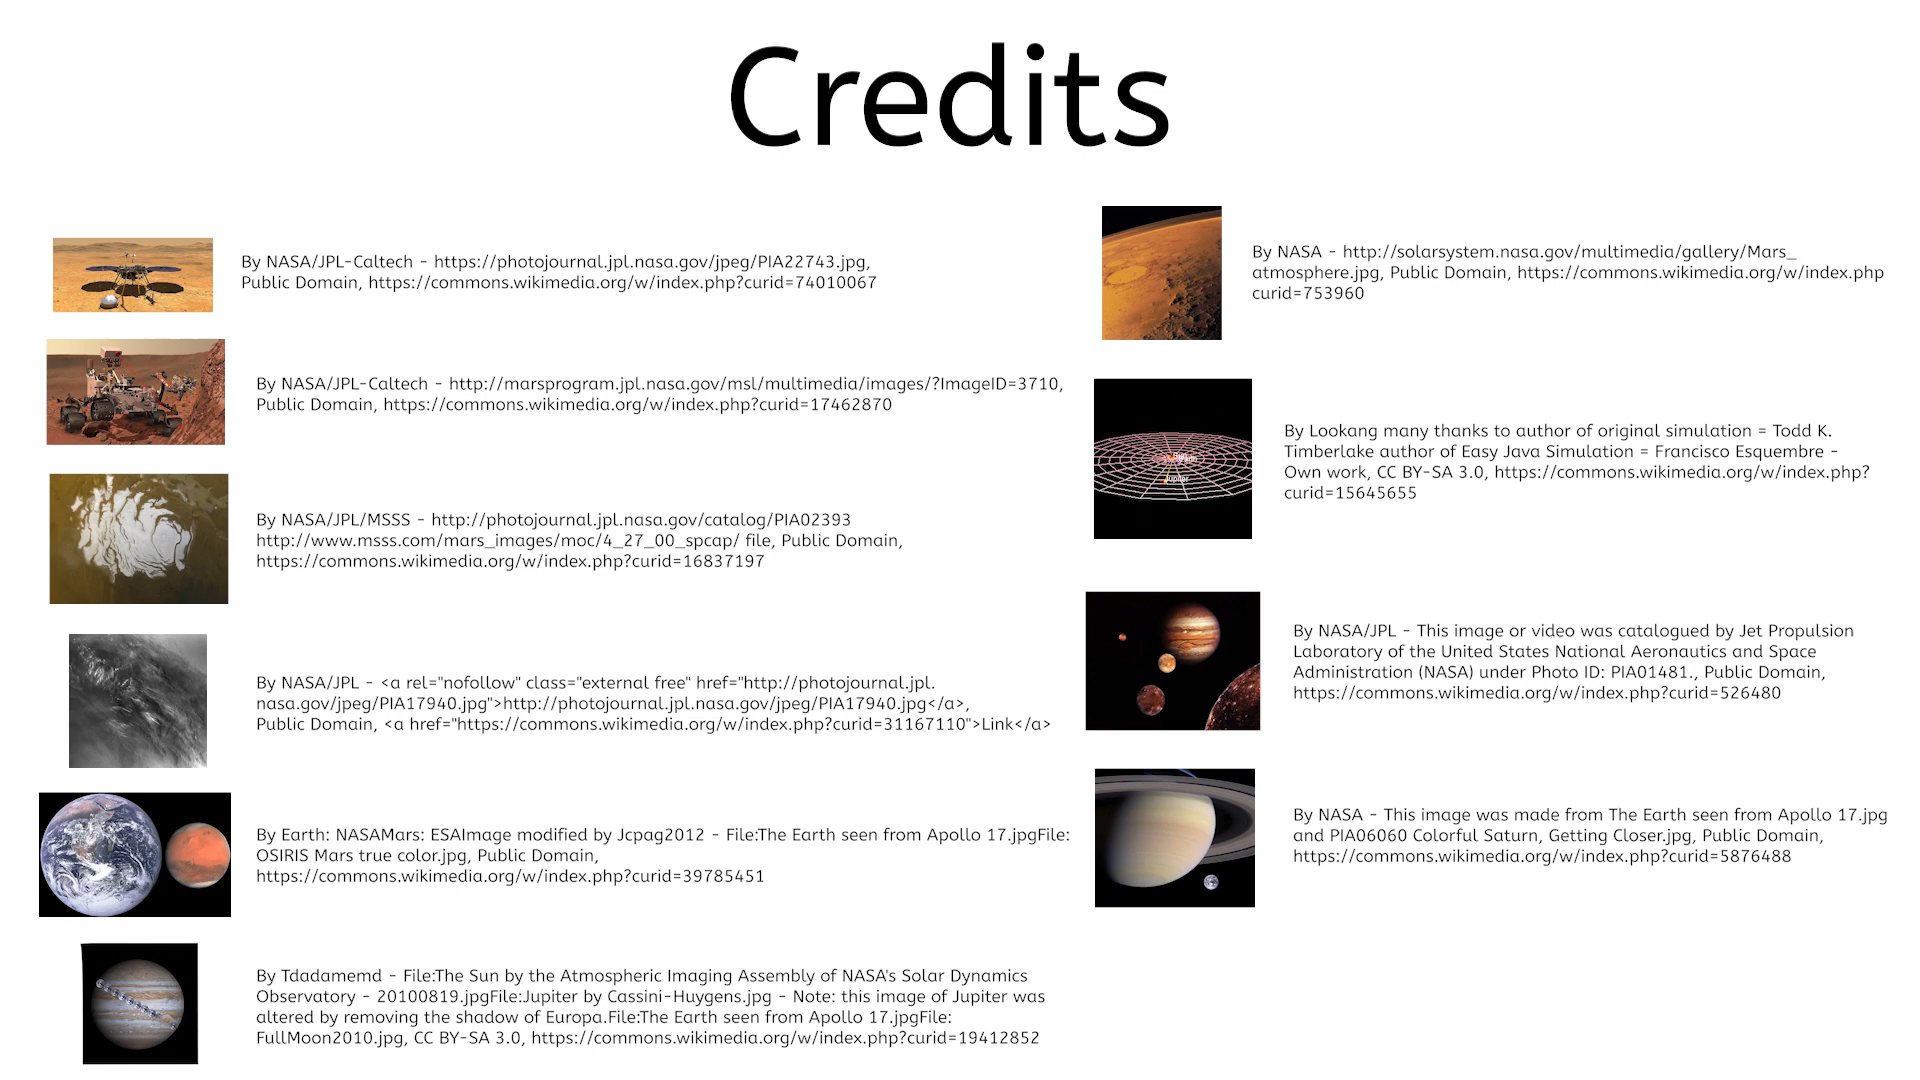 Credits
By NASA/JPL-Caltech - https://photojournal.jpl.nasa.gov/jpeg/PIA22743.jpg,
Public Domain, https://commons.wikimedia.org/w/index.php?curid=74010067
By NASA/JPL-Caltech - http://marsprogram.jpl.nasa.gov/msl/multimedia/images/?ImageID=3710,
Public Domain, https://commons.wikimedia.org/w/index.php?curid=17462870
By NASA/JPL/MSSS - http://photojournal.jpl.nasa.gov/catalog/PIA02393
http://www.msss.com/mars_images/moc/4_27_00_spcap/ file, Public Domain,
https://commons.wikimedia.org/w/index.php?curid=16837197
By NASA/JPL - <a rel="nofollow" class="external free" href="http://photojournal.jpl.
nasa.gov/jpeg/PIA17940.jpg">http://photojournal.jpl.nasa.gov/jpeg/PIA17940.jpg</a>,
Public Domain, <a href="https://commons.wikimedia.org/w/index.php?curid=31167110">Link</a>
By Earth: NASAMars: ESAImage modified by Jcpag2012 - File:The Earth seen from Apollo 17.jpgFile:
OSIRIS Mars true color.jpg, Public Domain,
https://commons.wikimedia.org/w/index.php?curid=39785451
By Tdadamemd - File:The Sun by the Atmospheric Imaging Assembly of NASA's Solar Dynamics
Observatory - 20100819.jpgFile:Jupiter by Cassini-Huygens.jpg - Note: this image of Jupiter was
altered by removing the shadow of Europa.File:The Earth seen from Apollo 17.jpgFile:
FullMoon2010.jpg, CC BY-SA 3.0, https://commons.wikimedia.org/w/index.php?curid=19412852
By NASA - http://solarsystem.nasa.gov/multimedia/gallery/Mars_
atmosphere.jpg, Public Domain, https://commons.wikimedia.org/w/index.php
curid=753960
Jupiter
By Lookang many thanks to author of original simulation = Todd K.
Timberlake author of Easy Java Simulation = Francisco Esquembre -
Own work, CC BY-SA 3.0, https://commons.wikimedia.org/w/index.php?
curid=15645655
By NASA/JPL - This image or video was catalogued by Jet Propulsion
Laboratory of the United States National Aeronautics and Space
Administration (NASA) under Photo ID: PIA01481., Public Domain,
https://commons.wikimedia.org/w/index.php?curid=526480
By NASA - This image was made from The Earth seen from Apollo 17.jpg
and PIA06060 Colorful Saturn, Getting Closer.jpg, Public Domain,
https://commons.wikimedia.org/w/index.php?curid=5876488